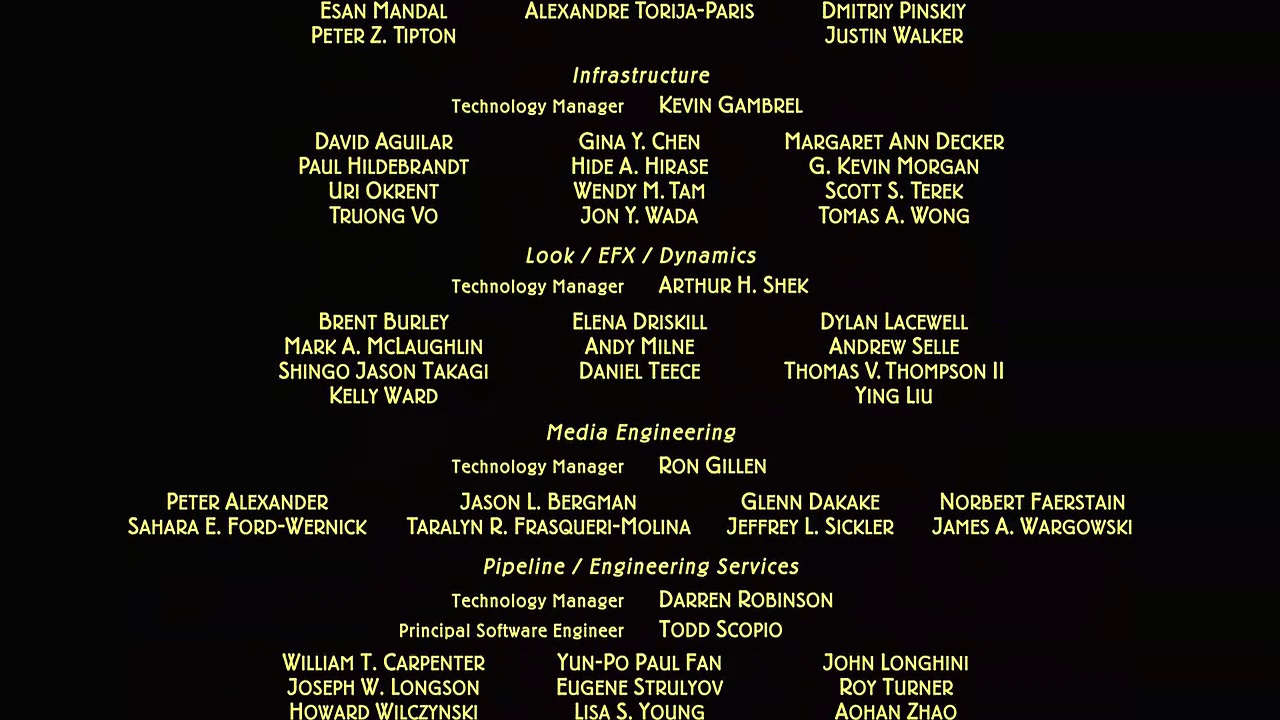 ESAN MANDAL ALEXANDRE TORIJA-PARIS DMITRIY PINSKIY
PETER Z. TIPTON JUSTIN WALKER
Infrastructure
Technology Manager KEVIN GAMBREL
DAVID AGUILAR GINA Y. CHEN MARGARET ANN DECKER
PAUL HILDEBRANDT HIDE A. HIRASE G. KEVIN MORGAN
URI OKRENT WENDY M. TAM SCOTT S. TEREK
TRUONG VO JON Y. WADA TOMAS A. WONG
Look / EFX / Dynamics
Technology Manager ARTHUR H. SHEK
BRENT BURLEY ELENA DRISKILL DYLAN LACEWELL
MARK A. MCLAUGHLIN ANDY MILNE ANDREW SELLE
SHINGO JASON TAKAGI DANIEL TEECE THOMAS V. THOMPSON II
KELLY WARD YING LIU
Media Engineering
Technology Manager RON GILLEN
PETER ALEXANDER JASON L. BERGMAN GLENN DAKAKE NORBERT FAERSTAIN
SAHARA E. FORD-WERNICK TARALYN R. FRASQUERI-MOLINA JEFFREY L. SICKLER JAMES A. WARGOWSKI
Pipeline / Engineering Services
Technology Manager DARREN ROBINSON
Principal Software Engineer TODD SCOPIO
WILLIAM T. CARPENTER YUN-PO PAUL FAN JOHN LONGHINI
JOSEPH W. LONGSON EUGENE STRULYOV ROY TURNER
HOWARD WILCZYNSKI LISA S. YOUNG AOHAN ZHAO